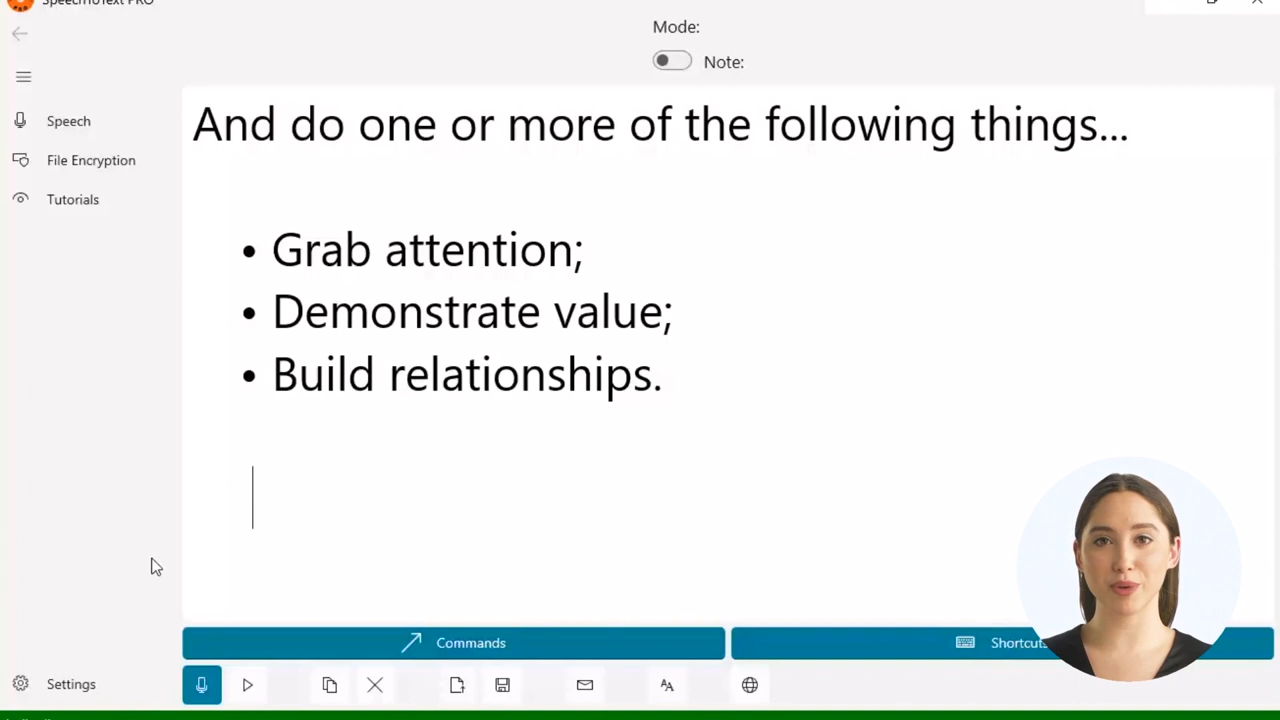 SpeechToText PRO
Mode:
Note:
Speech
File Encryption
Tutorials
And do one or more of the following things...
• Grab attention;
• Demonstrate value;
• Build relationships.
Commands
Shortcuts
Settings